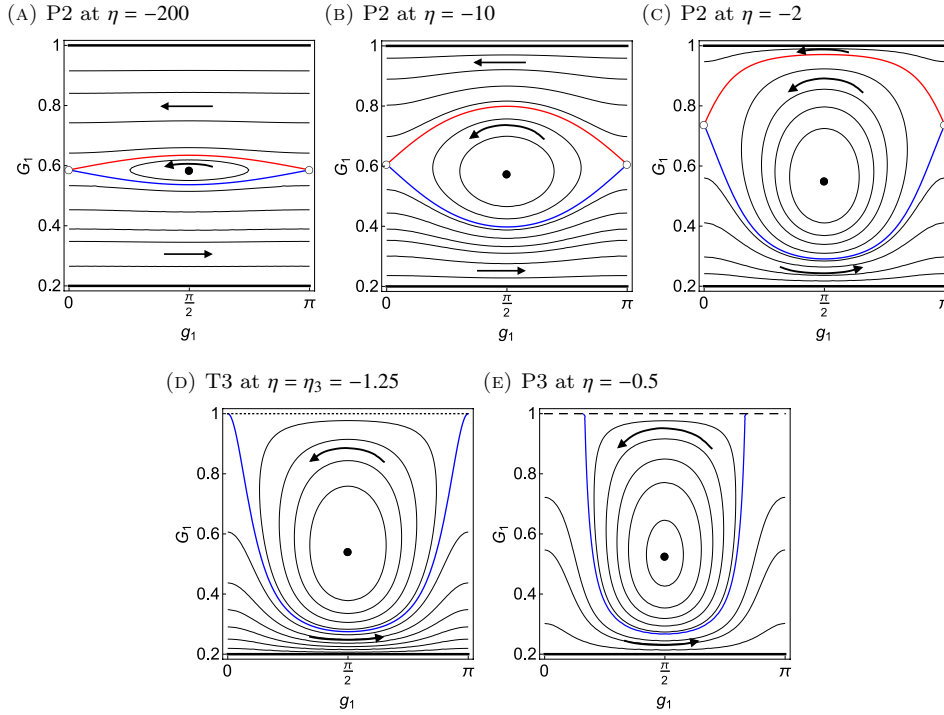 (A) P2 at η = −200
(B) P2 at η = −10
(C) P2 at η = −2
1
0.8
G₁ 0.6
0.4
0.2
0 π/2 π
g₁
1
0.8
G₁ 0.6
0.4
0.2
0 π/2 π
g₁
1
0.8
G₁ 0.6
0.4
0.2
0 π/2 π
g₁
(D) T3 at η = η₃ = −1.25
(E) P3 at η = −0.5
1
0.8
G₁ 0.6
0.4
0.2
0 π/2 π
g₁
1
0.8
G₁ 0.6
0.4
0.2
0 π/2 π
g₁